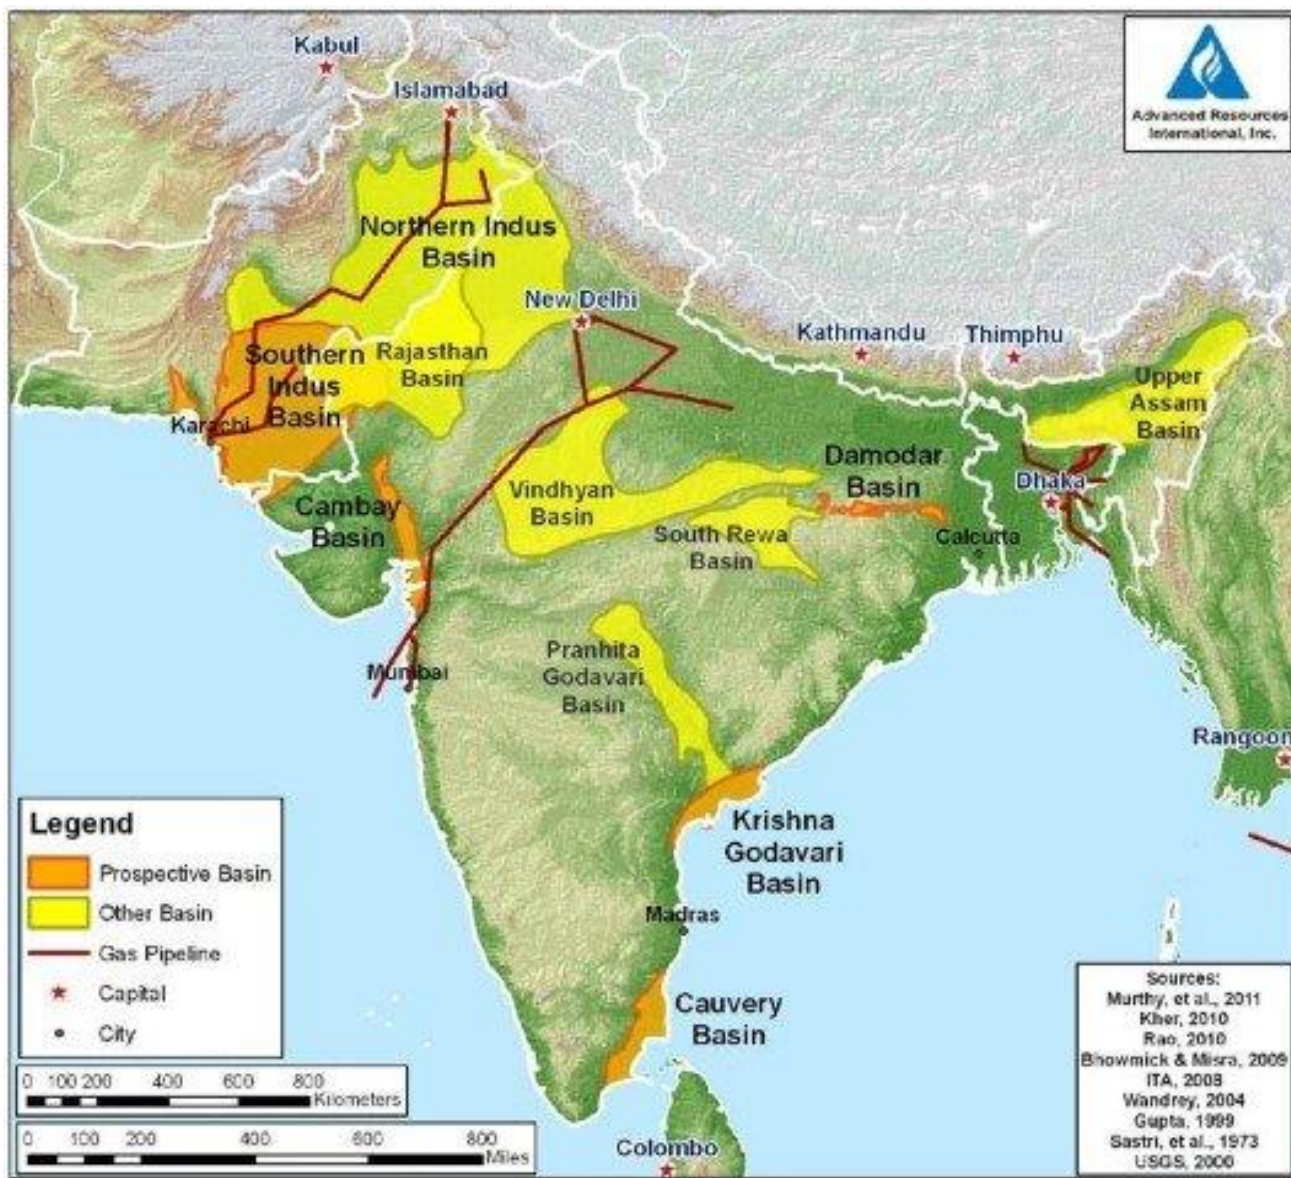 Kabul
Islamabad
Advanced Resources
International, Inc.
Northern Indus
Basin
New Delhi
Kathmandu
Thimphu
Southern
Indus
Basin
Rajasthan
Basin
Karachi
Upper
Assam
Basin
Cambay
Basin
Vindhyan
Basin
Damodar
Basin
Dhaka
South Rewa
Basin
Calcutta
Pranhita
Godavari
Basin
Mumbai
Rangoon
Krishna
Godavari
Basin
Madras
Cauvery
Basin
Colombo
Legend
Prospective Basin
Other Basin
Gas Pipeline
Capital
City
0 100 200 400 600 800
Kilometers
0 100 200 400 600 800
Miles
Sources:
Murthy, et al., 2011
Kher, 2010
Rao, 2010
Bhowmick & Misra, 2009
ITA, 2008
Wandrey, 2004
Gupta, 1999
Sastri, et al., 1973
USGS, 2000